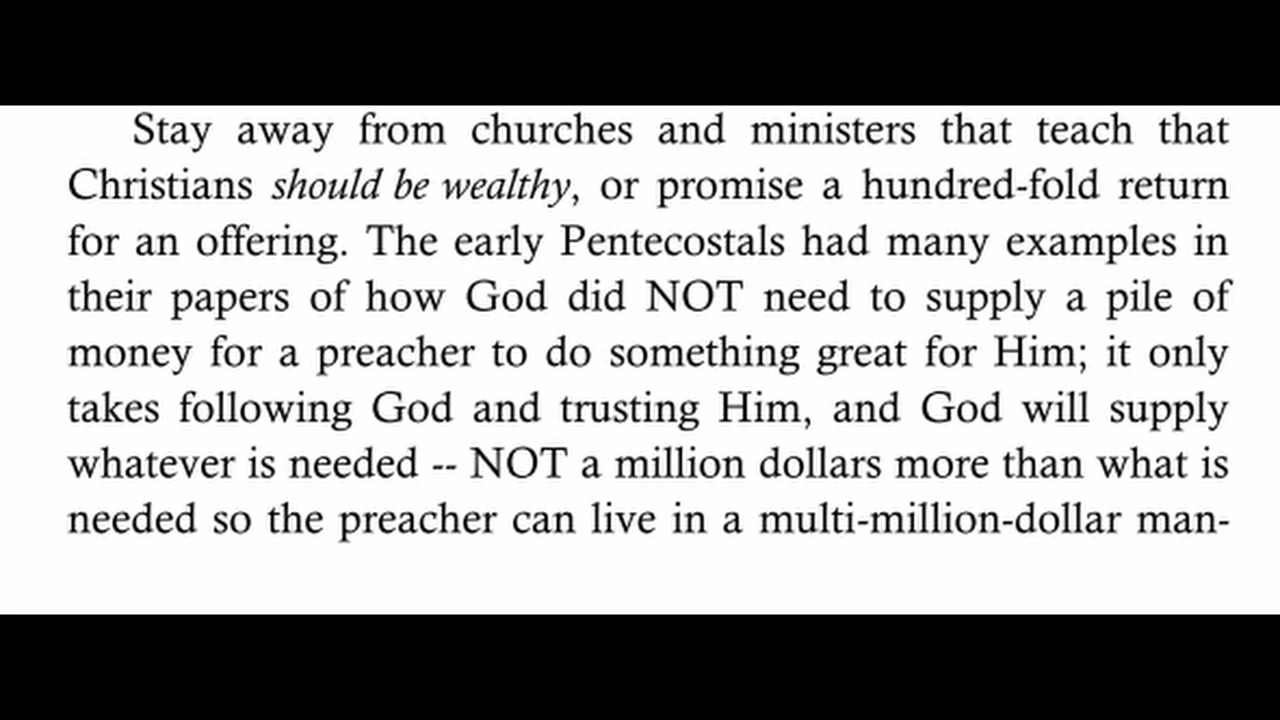 Stay away from churches and ministers that teach that
Christians should be wealthy, or promise a hundred-fold return
for an offering. The early Pentecostals had many examples in
their papers of how God did NOT need to supply a pile of
money for a preacher to do something great for Him; it only
takes following God and trusting Him, and God will supply
whatever is needed -- NOT a million dollars more than what is
needed so the preacher can live in a multi-million-dollar man-